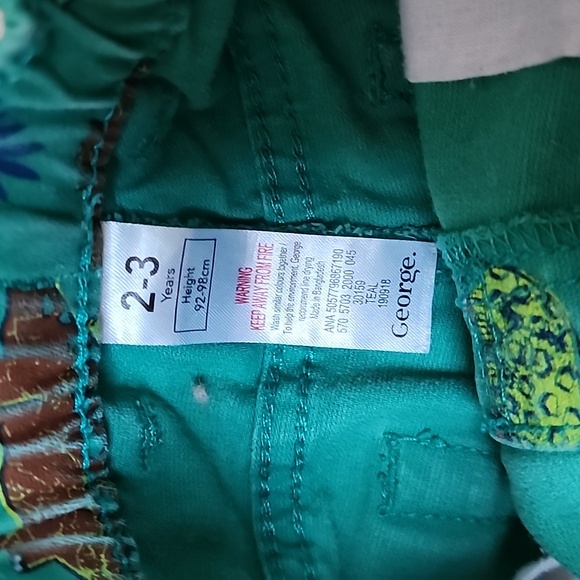 2-3
Years
Height
92-98cm
WARNING
KEEP AWAY FROM FIRE
Wash similar colours together /
To help the environment, George
recommend line drying
Made in Bangladesh
ANA 5057796867190
570 5703 2000 045
30159
TEAL
190918
George.